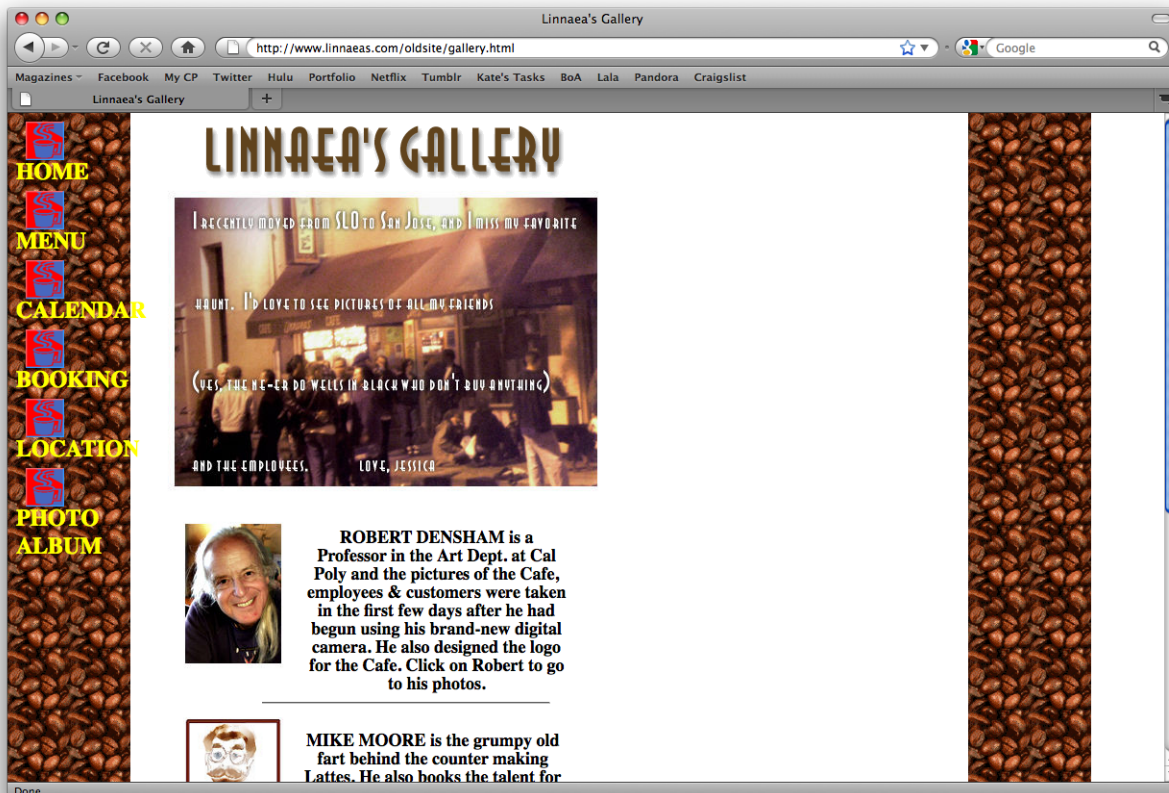 Linnaea's Gallery
http://www.linnaeas.com/oldsite/gallery.html
Google
Magazines Facebook My CP Twitter Hulu Portfolio Netflix Tumblr Kate's Tasks BoA Lala Pandora Craigslist
Linnaea's Gallery
HOME
MENU
CALENDAR
BOOKING
LOCATION
PHOTO
ALBUM
LINNAEA'S GALLERY
I RECENTLY MOVED FROM SLO TO SAN JOSE, AND I MISS MY FAVORITE
HAUNT. I'D LOVE TO SEE PICTURES OF ALL MY FRIENDS
(YES, THE NE-ER DO WELLS IN BLACK WHO DON'T BUY ANYTHING)
AND THE EMPLOYEES. LOVE, JESSICA
ROBERT DENSHAM is a
Professor in the Art Dept. at Cal
Poly and the pictures of the Cafe,
employees & customers were taken
in the first few days after he had
begun using his brand-new digital
camera. He also designed the logo
for the Cafe. Click on Robert to go
to his photos.
MIKE MOORE is the grumpy old
fart behind the counter making
Lattes. He also books the talent for
Done